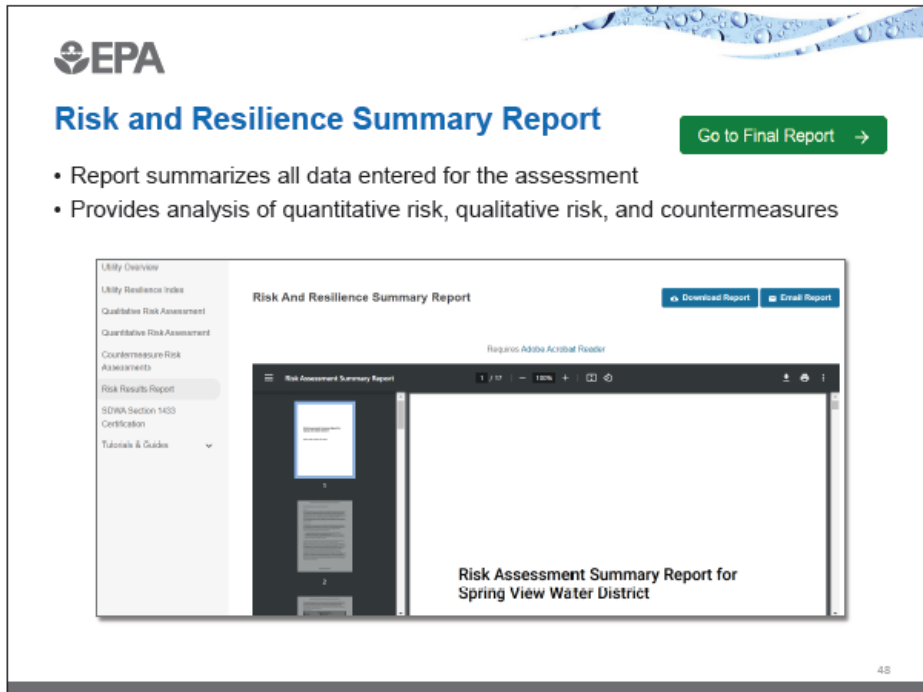 EPA
Risk and Resilience Summary Report
Go to Final Report →
• Report summarizes all data entered for the assessment
• Provides analysis of quantitative risk, qualitative risk, and countermeasures
Utility Overview
Utility Resilience Index
Qualitative Risk Assessment
Quantitative Risk Assessment
Countermeasure Risk
Assessments
Risk Results Report
SDWA Section 1433
Certification
Tutorials & Guides
Risk And Resilience Summary Report
Download Report
Email Report
Requires Adobe Acrobat Reader
Risk Assessment Summary Report
1 / 17
100%
1
2
Risk Assessment Summary Report for
Spring View Water District
48